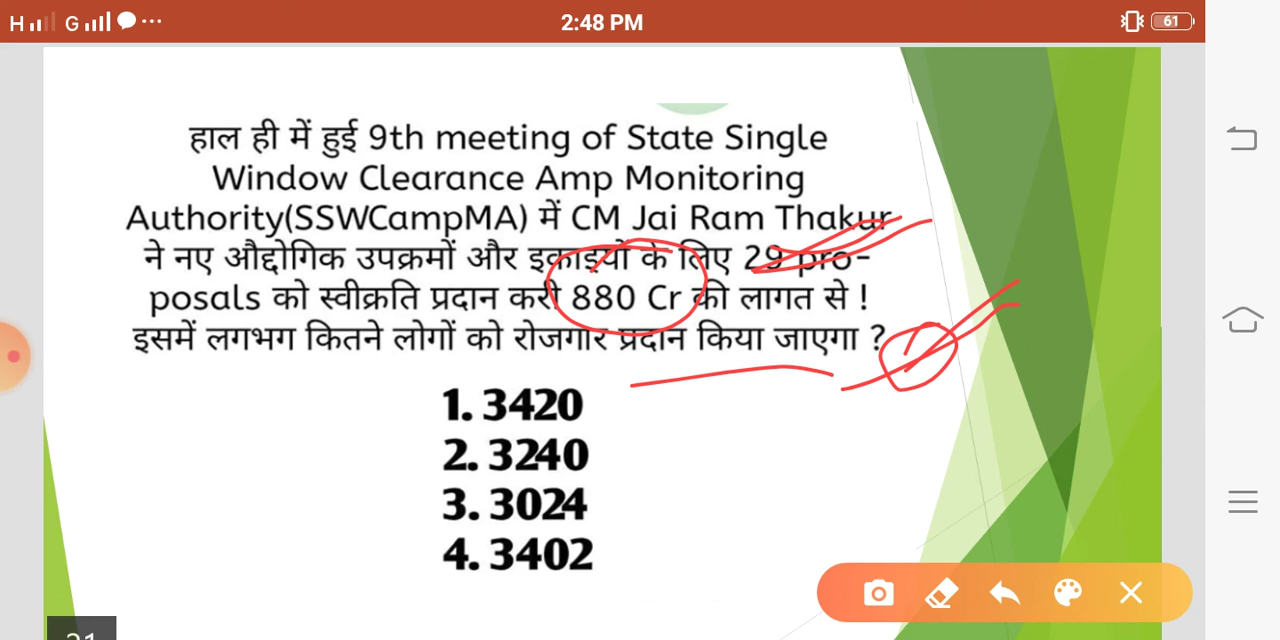 H G ...
2:48 PM
61
हाल ही में हुई 9th meeting of State Single
Window Clearance Amp Monitoring
Authority(SSWCampMA) में CM Jai Ram Thakur
ने नए औद्दोगिक उपक्रमों और इकाइयों के लिए 29 pro-
posals को स्वीक्रति प्रदान करी 880 Cr की लागत से !
इसमें लगभग कितने लोगों को रोजगार प्रदान किया जाएगा ?
1. 3420
2. 3240
3. 3024
4. 3402